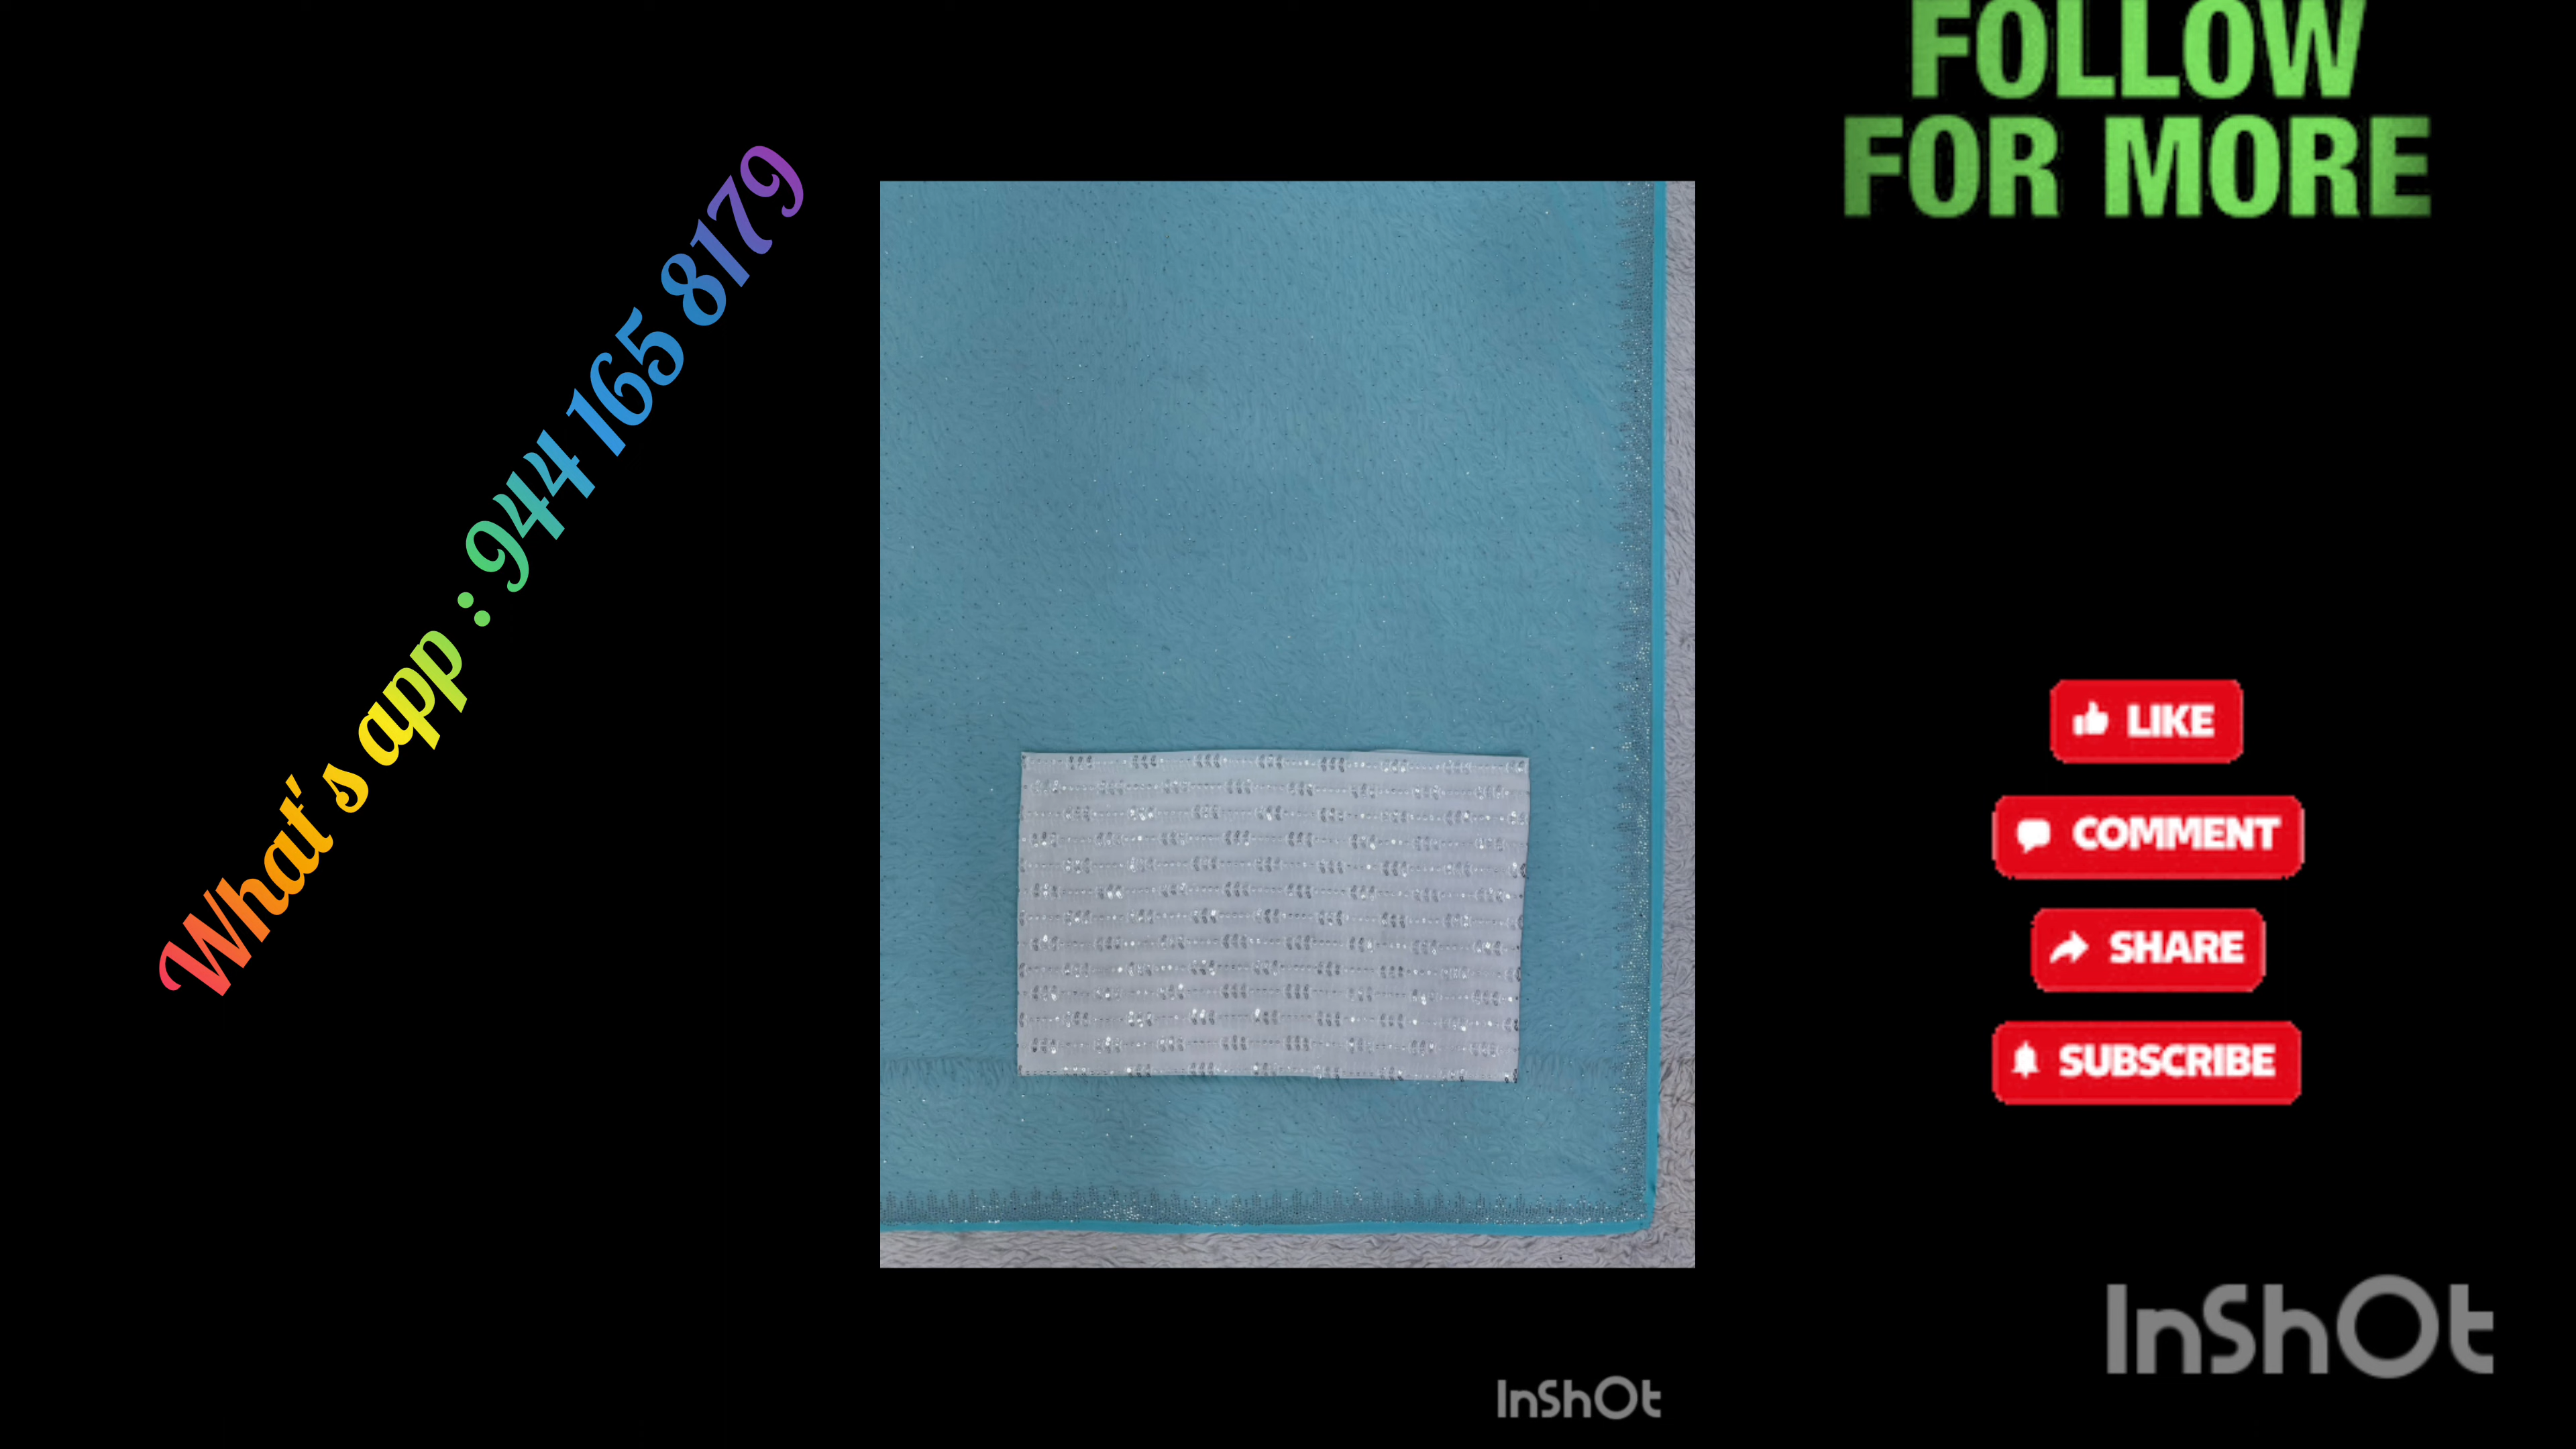 FOLLOW
FOR MORE
What's app : 944 165 8179
LIKE
COMMENT
SHARE
SUBSCRIBE
InShOt
InShOt